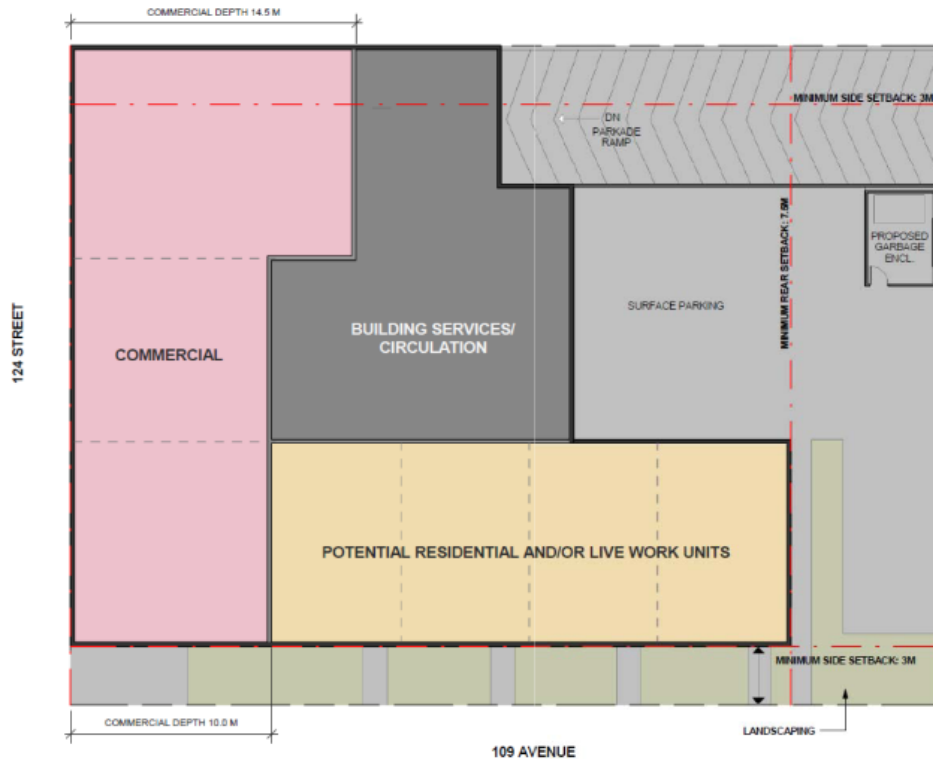 COMMERCIAL DEPTH 14.5 M
MINIMUM SIDE SETBACK: 3M
DN
PARKADE
RAMP
MINIMUM REAR SETBACK: 7.5M
PROPOSED
GARBAGE
ENCL.
SURFACE PARKING
124 STREET
BUILDING SERVICES/
CIRCULATION
COMMERCIAL
POTENTIAL RESIDENTIAL AND/OR LIVE WORK UNITS
MINIMUM SIDE SETBACK: 3M
COMMERCIAL DEPTH 10.0 M
LANDSCAPING
109 AVENUE